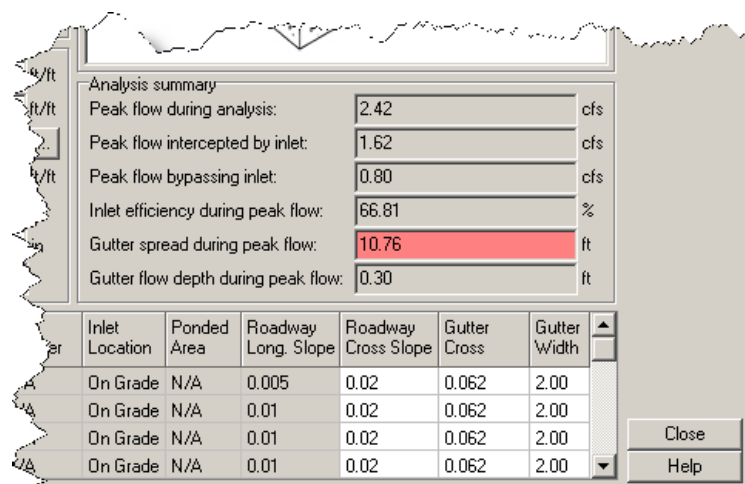 ft/ft
Analysis summary
ft/ft Peak flow during analysis: 2.42 cfs
Peak flow intercepted by inlet: 1.62 cfs
Peak flow bypassing inlet: 0.80 cfs
Inlet efficiency during peak flow: 66.81 %
Gutter spread during peak flow: 10.76 ft
Gutter flow depth during peak flow: 0.30 ft
Inlet Ponded Roadway Roadway Gutter Gutter
Location Area Long. Slope Cross Slope Cross Width
On Grade N/A 0.005 0.02 0.062 2.00
On Grade N/A 0.01 0.02 0.062 2.00
On Grade N/A 0.01 0.02 0.062 2.00
On Grade N/A 0.01 0.02 0.062 2.00
Close
Help